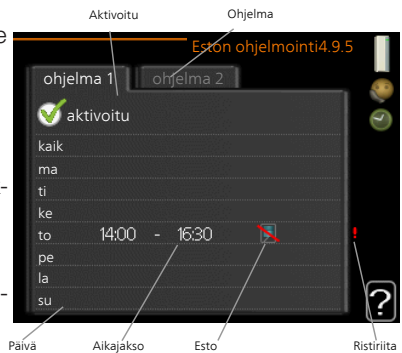 Aktivoitu
Ohjelma
e
Eston ohjelmointi4.9.5
ohjelma 1
ohjelma 2
aktivoitu
kaik
ma
ti
-
ke
to 14:00 - 16:30 !
pe
la
-
su
?
Päivä
Aikajakso
Esto
Ristiriita